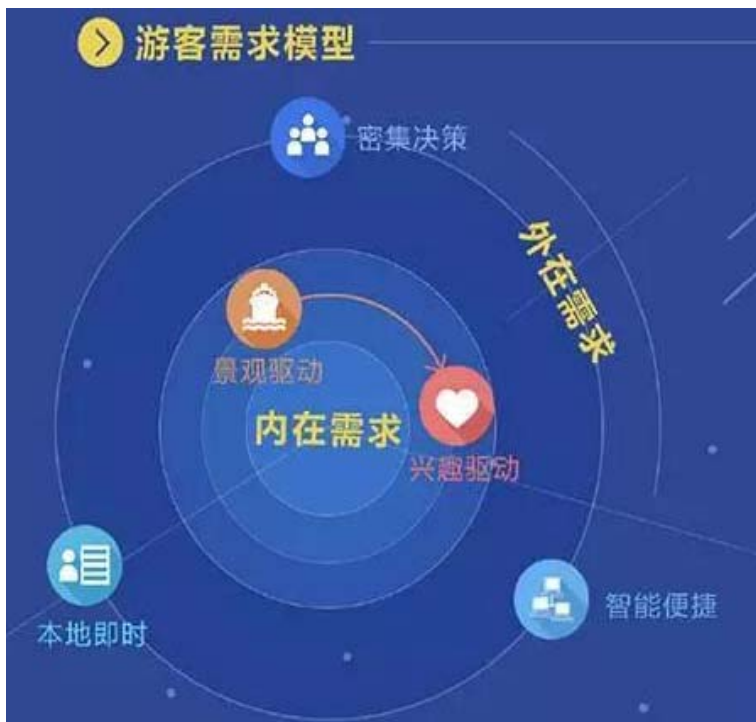 游客需求模型
密集决策
外在需求
景观驱动
内在需求
兴趣驱动
本地即时
智能便捷